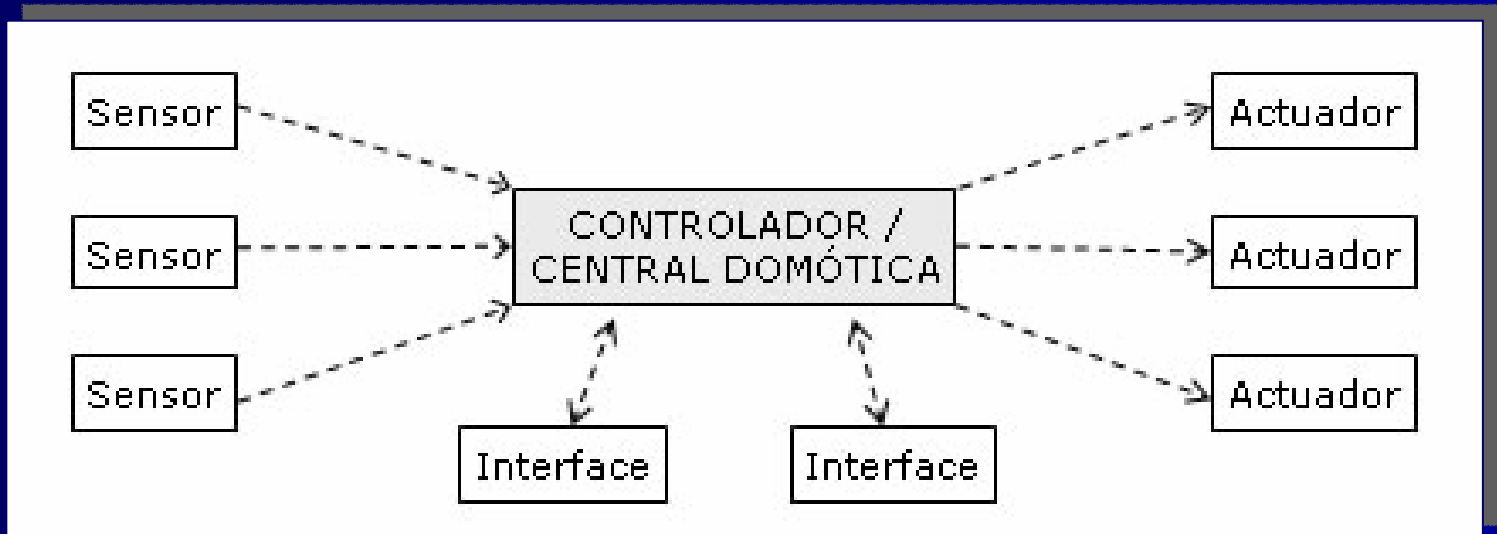 Sensor
Actuador
CONTROLADOR /
CENTRAL DOMÓTICA
Sensor
Actuador
Sensor
Actuador
Interface
Interface